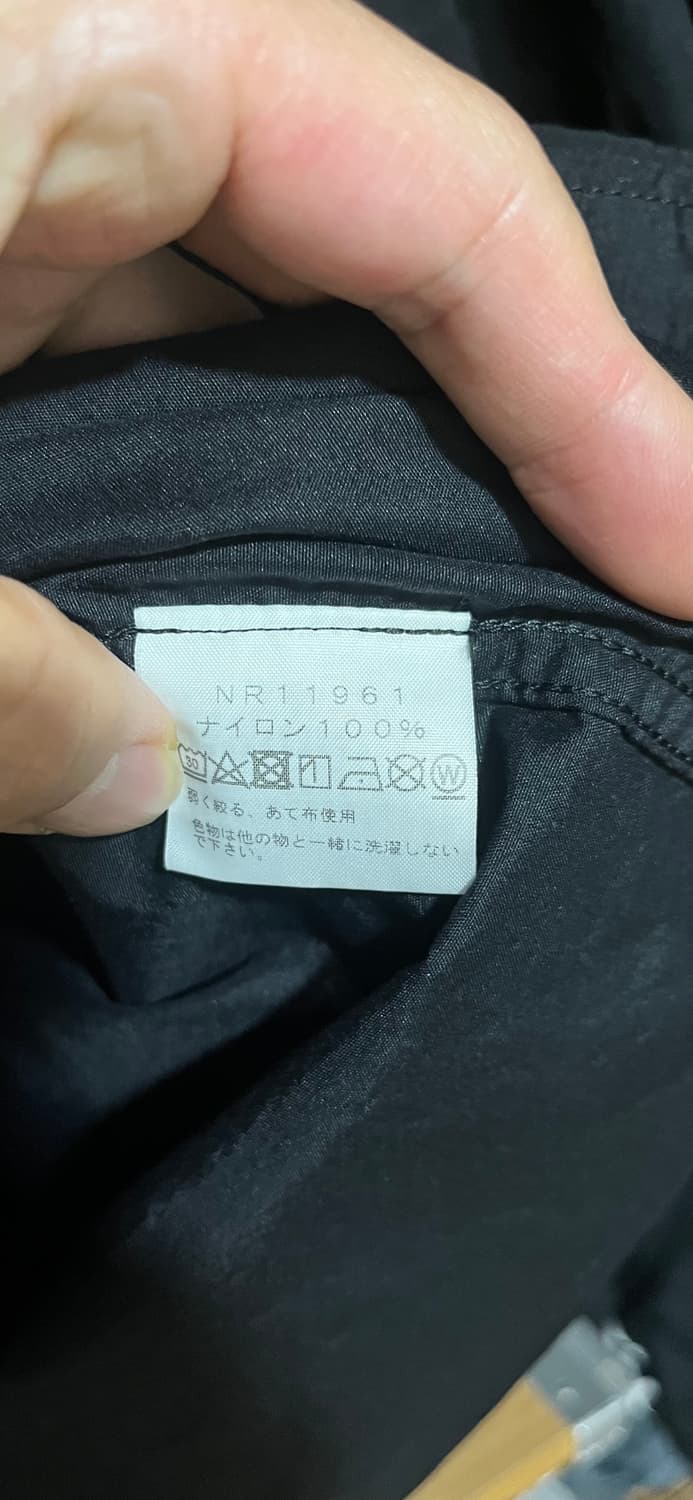 NR11961
ナイロン100%
30 W
弱く絞る、あて布使用
色物は他の物と一緒に洗濯しない
で下さい。